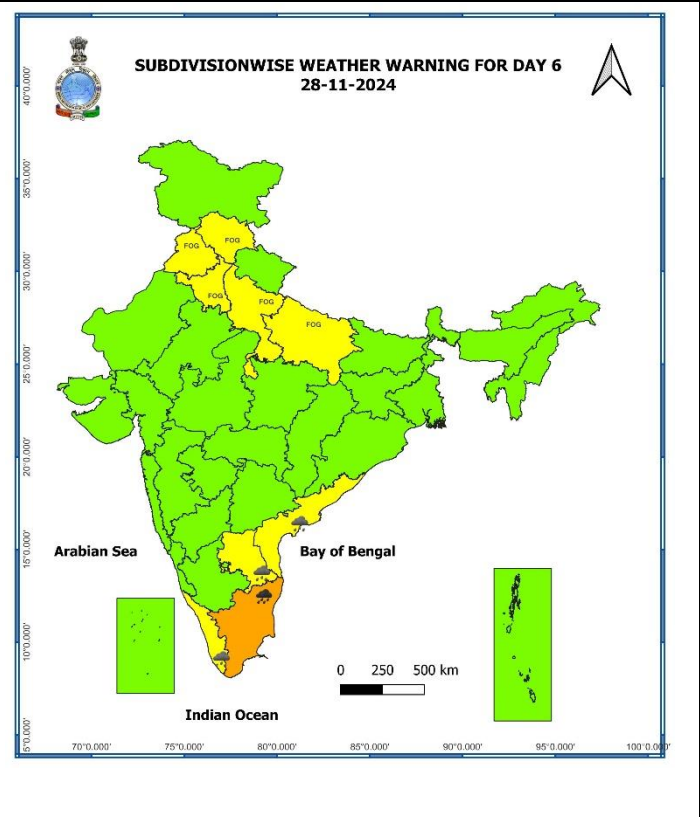 SUBDIVISIONWISE WEATHER WARNING FOR DAY 6
28-11-2024
40°0.000'
35°0.000'
30°0.000'
25°0.000'
20°0.000'
15°0.000'
10°0.000'
5°0.000'
FOG
FOG
FOG
FOG
FOG
Arabian Sea
Bay of Bengal
0 250 500 km
Indian Ocean
70°0.000' 75°0.000' 80°0.000' 85°0.000' 90°0.000' 95°0.000' 100°0.000'